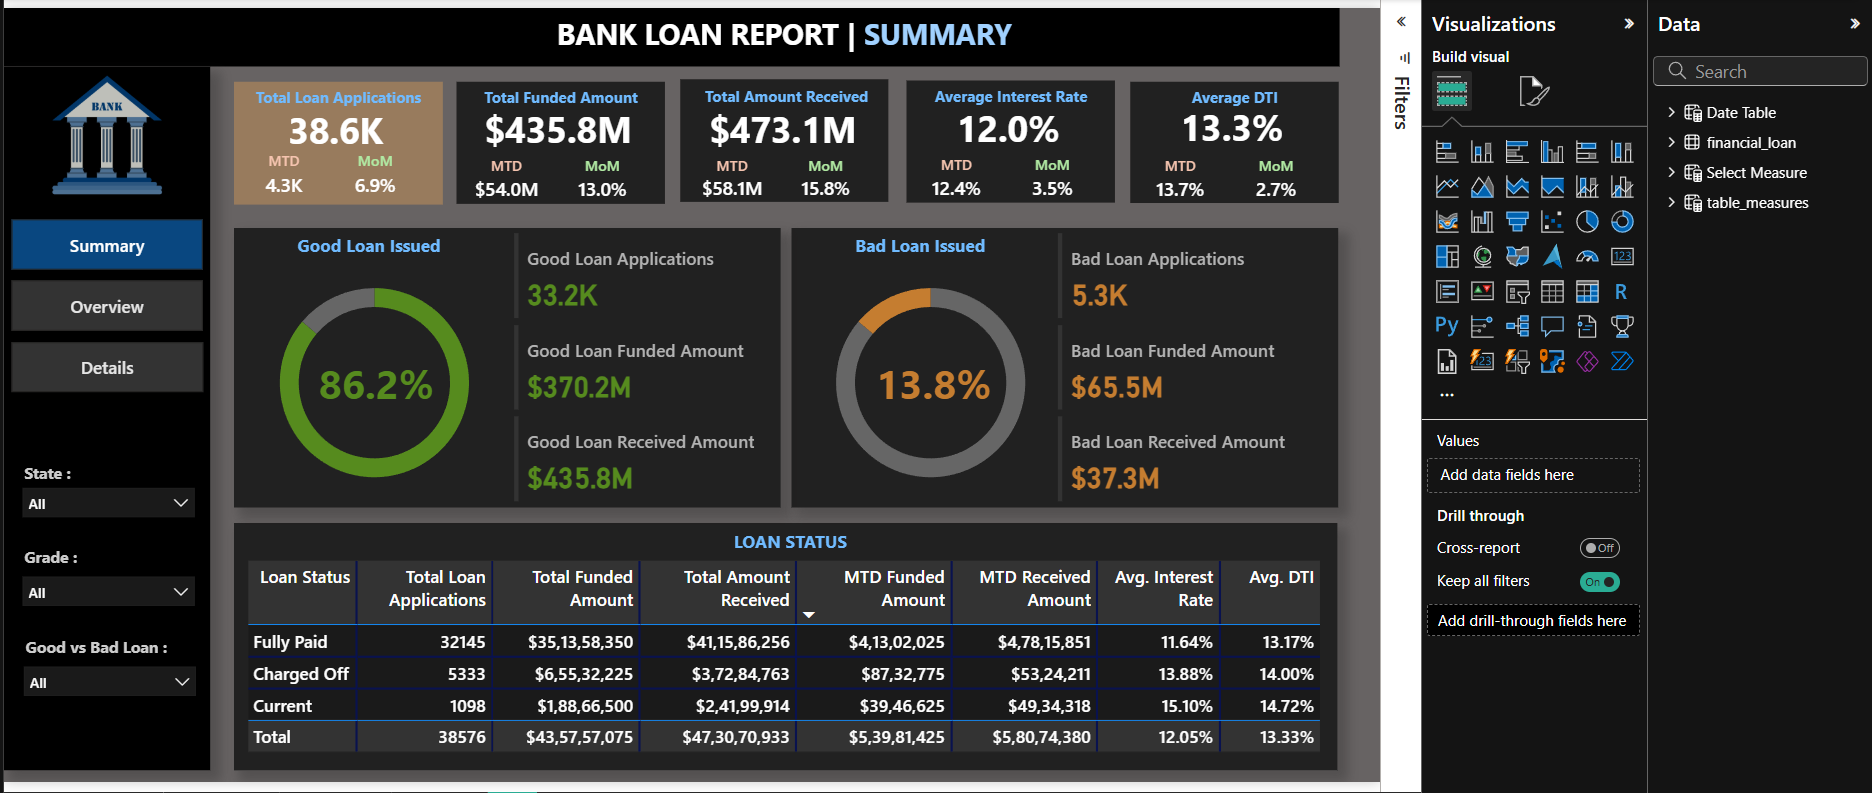 BANK LOAN REPORT | SUMMARY
BANK
Summary
Overview
Details
State :
All
Grade :
All
Good vs Bad Loan :
All
Total Loan Applications
38.6K
MTD MoM
4.3K 6.9%
Total Funded Amount
$435.8M
MTD MoM
$54.0M 13.0%
Total Amount Received
$473.1M
MTD MoM
$58.1M 15.8%
Average Interest Rate
12.0%
MTD MoM
12.4% 3.5%
Average DTI
13.3%
MTD MoM
13.7% 2.7%
Good Loan Issued
86.2%
Good Loan Applications
33.2K
Good Loan Funded Amount
$370.2M
Good Loan Received Amount
$435.8M
Bad Loan Issued
13.8%
Bad Loan Applications
5.3K
Bad Loan Funded Amount
$65.5M
Bad Loan Received Amount
$37.3M
LOAN STATUS
Loan Status Total Loan Total Funded Total Amount MTD Funded MTD Received Avg. Interest Avg. DTI
Applications Amount Received Amount Amount Rate
Fully Paid 32145 $35,13,58,350 $41,15,86,256 $4,13,02,025 $4,78,15,851 11.64% 13.17%
Charged Off 5333 $6,55,32,225 $3,72,84,763 $87,32,775 $53,24,211 13.88% 14.00%
Current 1098 $1,88,66,500 $2,41,99,914 $39,46,625 $49,34,318 15.10% 14.72%
Total 38576 $43,57,57,075 $47,30,70,933 $5,39,81,425 $5,80,74,380 12.05% 13.33%
Filters
Visualizations
Build visual
123
R
Py
123
...
Values
Add data fields here
Drill through
Cross-report Off
Keep all filters On
Add drill-through fields here
Data
Search
Date Table
financial_loan
Select Measure
table_measures